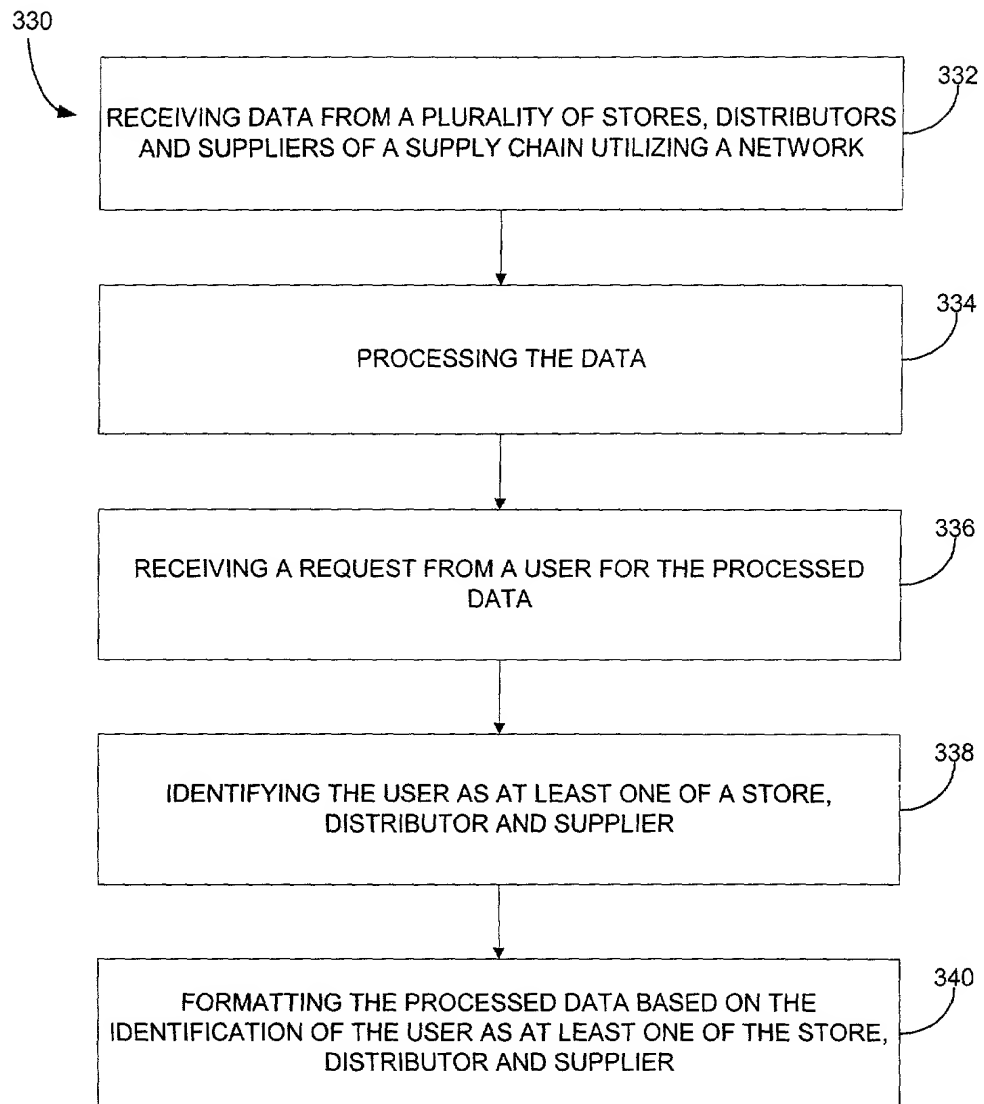 330
332
RECEIVING DATA FROM A PLURALITY OF STORES, DISTRIBUTORS
AND SUPPLIERS OF A SUPPLY CHAIN UTILIZING A NETWORK
334
PROCESSING THE DATA
336
RECEIVING A REQUEST FROM A USER FOR THE PROCESSED
DATA
338
IDENTIFYING THE USER AS AT LEAST ONE OF A STORE,
DISTRIBUTOR AND SUPPLIER
340
FORMATTING THE PROCESSED DATA BASED ON THE
IDENTIFICATION OF THE USER AS AT LEAST ONE OF THE STORE,
DISTRIBUTOR AND SUPPLIER